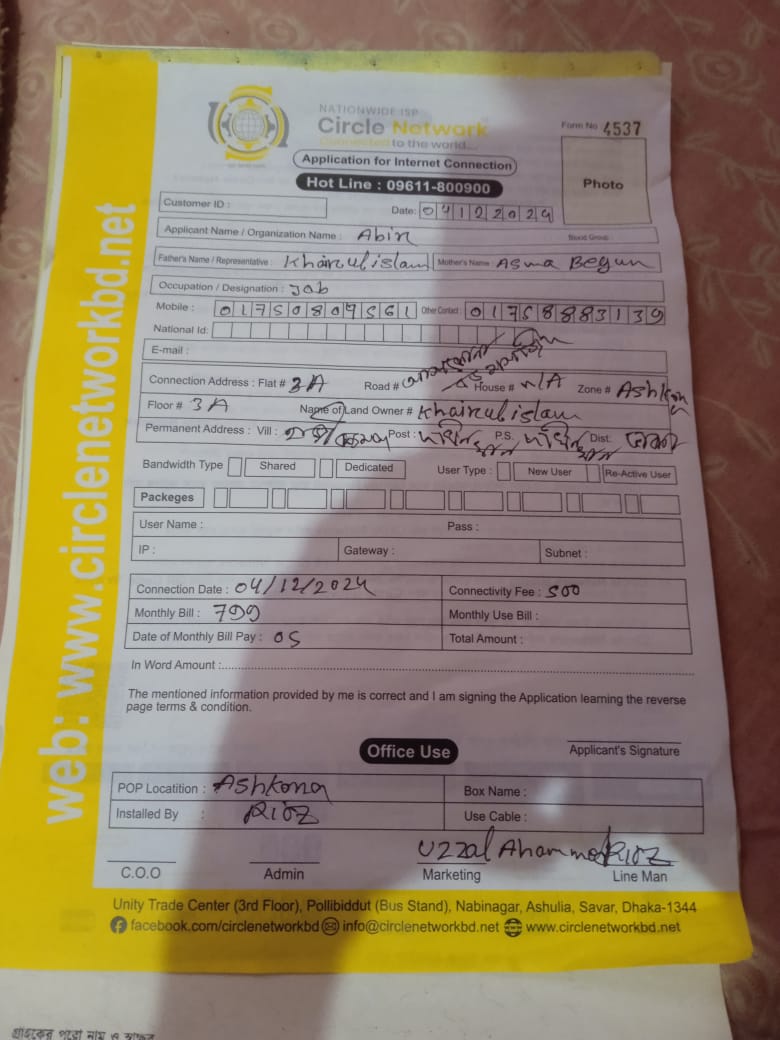 NATIONWIDE ISP
Circle Network
Connected to the world...
Form No 4537
Application for Internet Connection
Hot Line : 09611-800900
Photo
Customer ID :
Date: 04122024
Applicant Name / Organization Name : Abir
Blood Group :
Father's Name / Representative : Khairul islam Mother's Name : Asma Begum
Occupation / Designation : Job
Mobile : 01750807561 Other Contact : 01758883139
National Id:
E-mail :
Connection Address : Flat # 3A Road # House # N/A Zone # Ashkona
Floor # 3A Name of Land Owner # Khairul islam
Permanent Address : Vill : Post : P.S. Dist:
Bandwidth Type Shared Dedicated User Type : New User Re-Active User
Packeges
User Name : Pass :
IP : Gateway : Subnet :
Connection Date : 04/12/2024 Connectivity Fee : 500
Monthly Bill : 799 Monthly Use Bill :
Date of Monthly Bill Pay : 05 Total Amount :
In Word Amount :
The mentioned information provided by me is correct and I am signing the Application learning the reverse
page terms & condition.
Applicant's Signature
Office Use
POP Locatition : Ashkona Box Name :
Installed By : Use Cable :
Uzzal Ahammed
C.O.O Admin Marketing Line Man
Unity Trade Center (3rd Floor), Pollibiddut (Bus Stand), Nabinagar, Ashulia, Savar, Dhaka-1344
facebook.com/circlenetworkbd info@circlenetworkbd.net www.circlenetworkbd.net
web: www.circlenetworkbd.net
গ্রাহকের পুরো নাম ও স্বাক্ষর